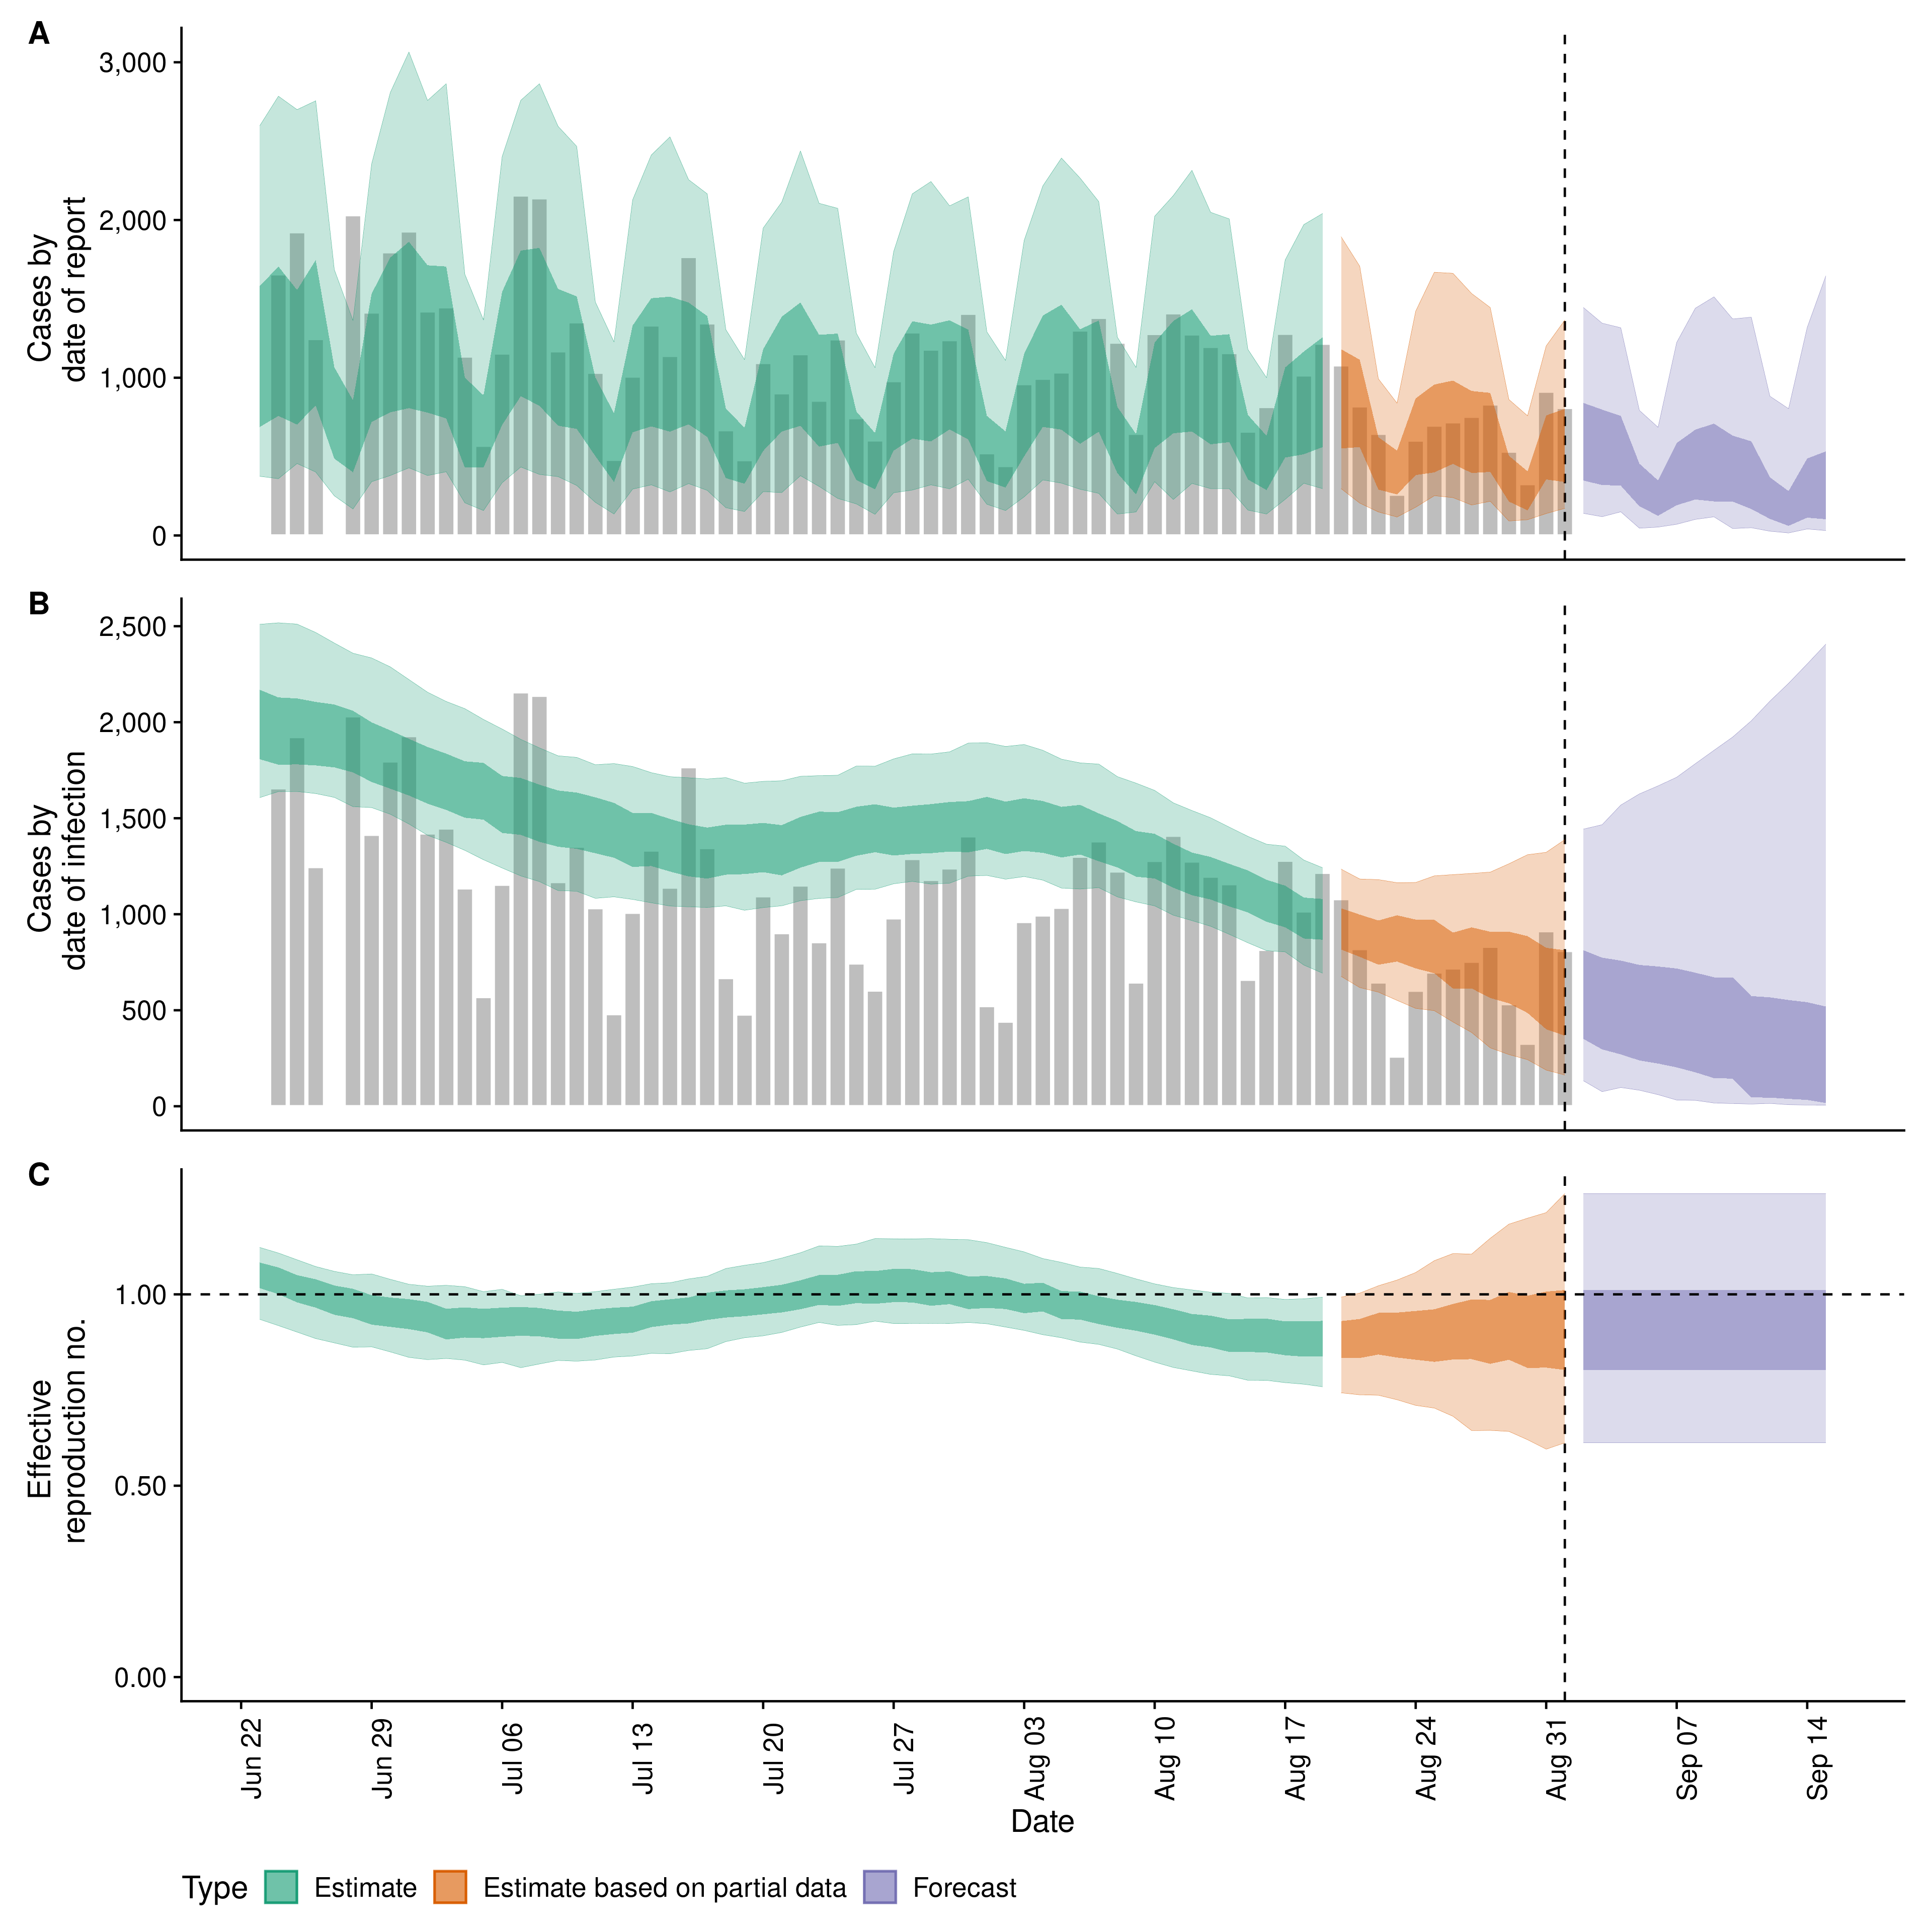 A
Cases by
date of report
3,000
2,000
1,000
0
B
Cases by
date of infection
2,500
2,000
1,500
1,000
500
0
C
Effective
reproduction no.
1.00
0.50
0.00
Jun 22
Jun 29
Jul 06
Jul 13
Jul 20
Jul 27
Aug 03
Aug 10
Aug 17
Aug 24
Aug 31
Sep 07
Sep 14
Date
Type Estimate Estimate based on partial data Forecast